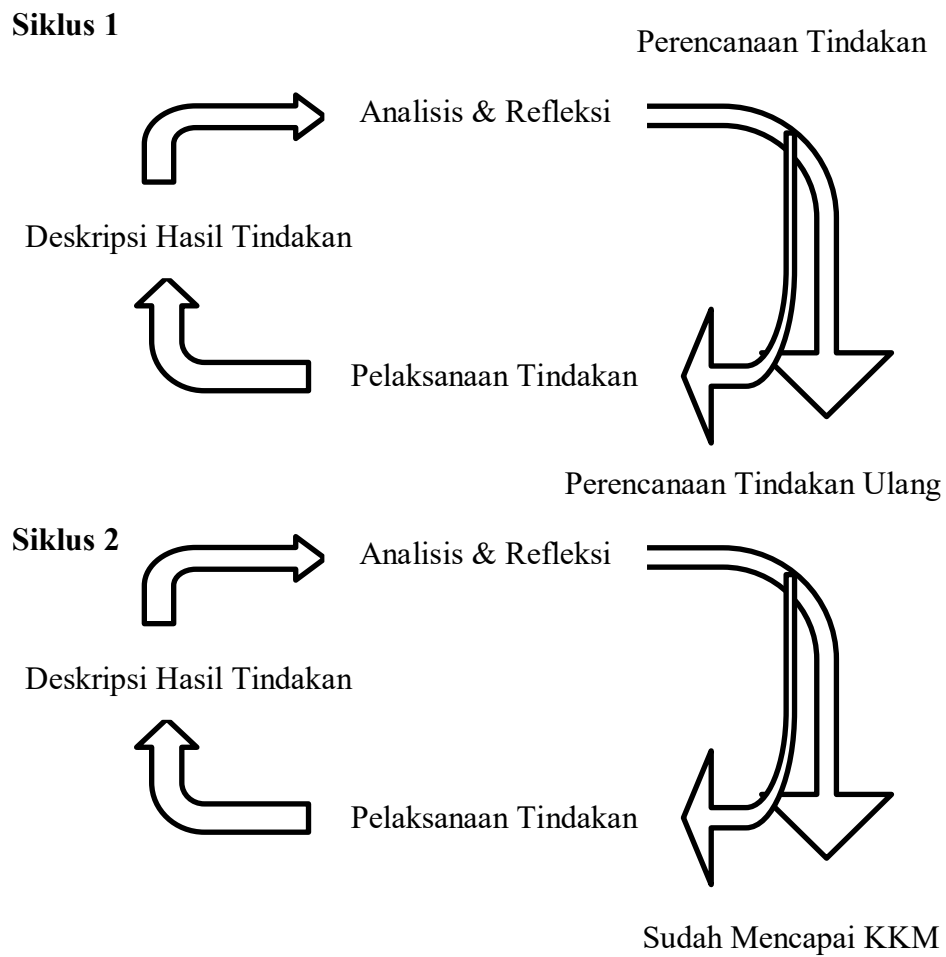 Siklus 1
Perencanaan Tindakan
Analisis & Refleksi
Deskripsi Hasil Tindakan
Pelaksanaan Tindakan
Perencanaan Tindakan Ulang
Siklus 2
Analisis & Refleksi
Deskripsi Hasil Tindakan
Pelaksanaan Tindakan
Sudah Mencapai KKM